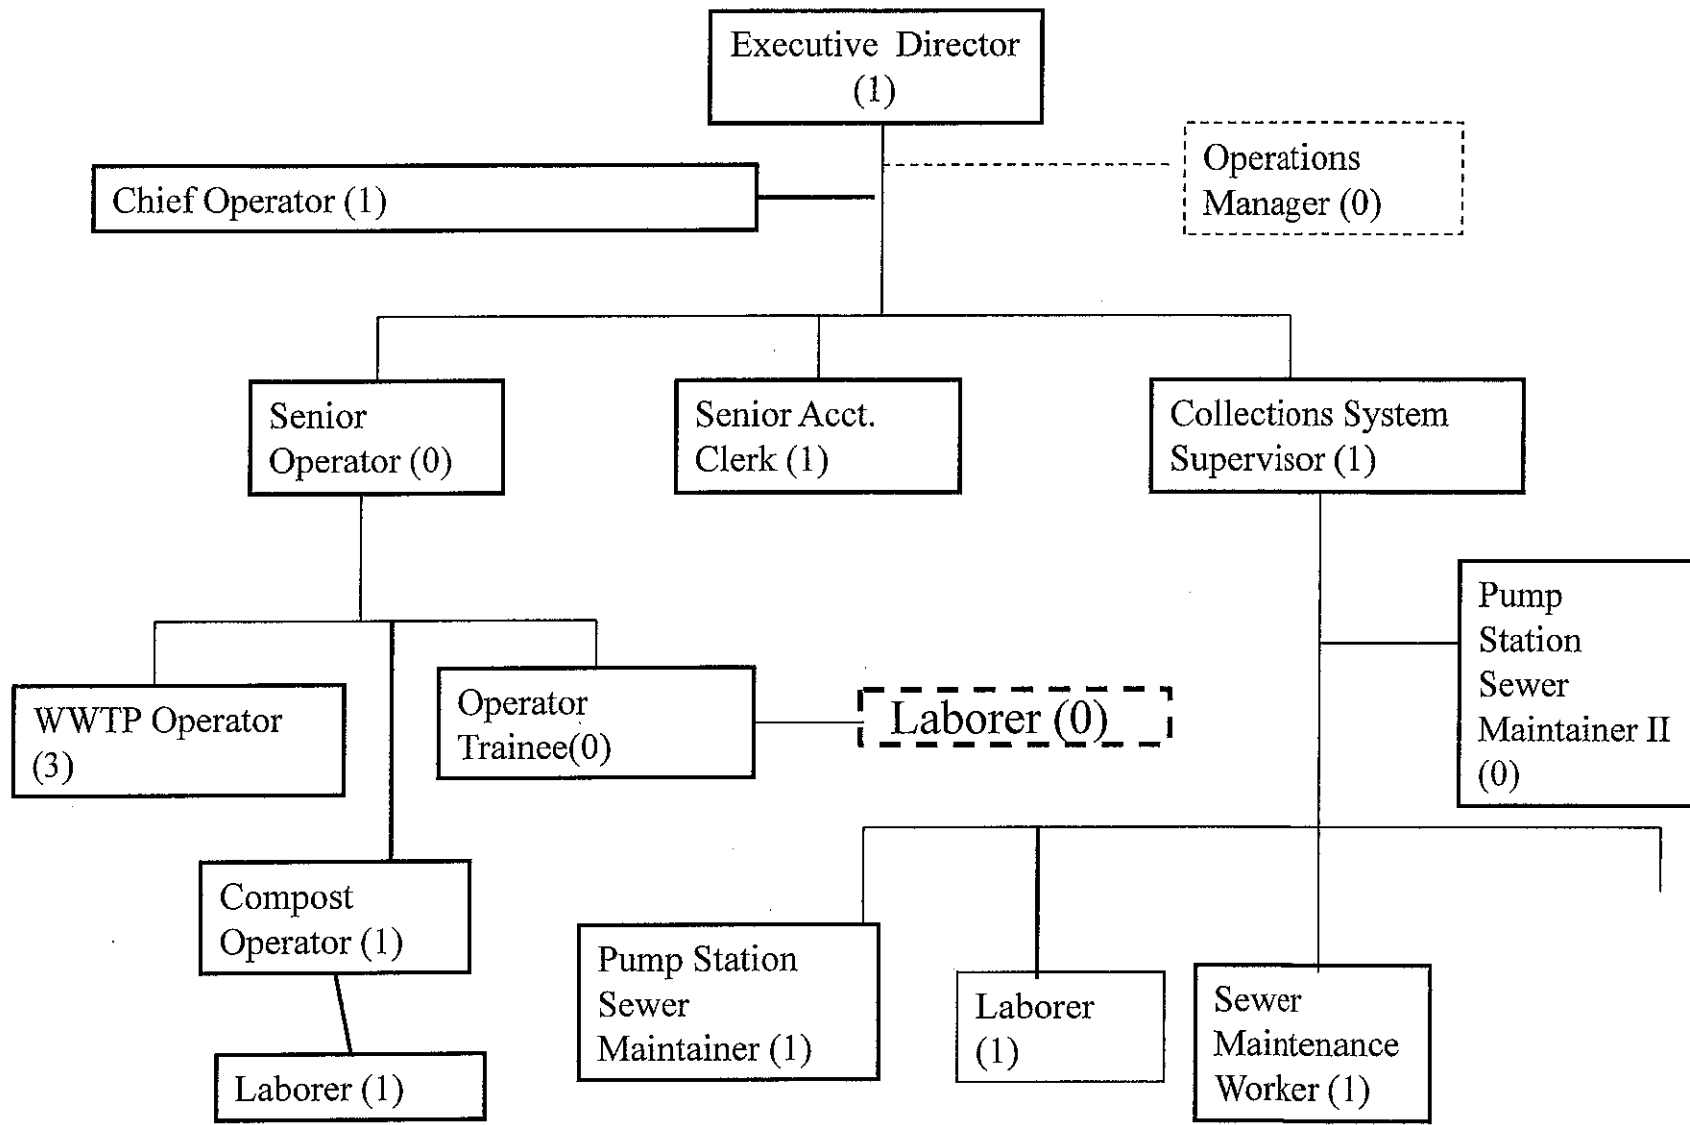 Executive Director
(1)
Operations
Manager (0)
Chief Operator (1)
Senior
Operator (0)
Senior Acct.
Clerk (1)
Collections System
Supervisor (1)
Pump
Station
Sewer
Maintainer II
(0)
WWTP Operator
(3)
Operator
Trainee(0)
Laborer (0)
Compost
Operator (1)
Pump Station
Sewer
Maintainer (1)
Laborer
(1)
Sewer
Maintenance
Worker (1)
Laborer (1)